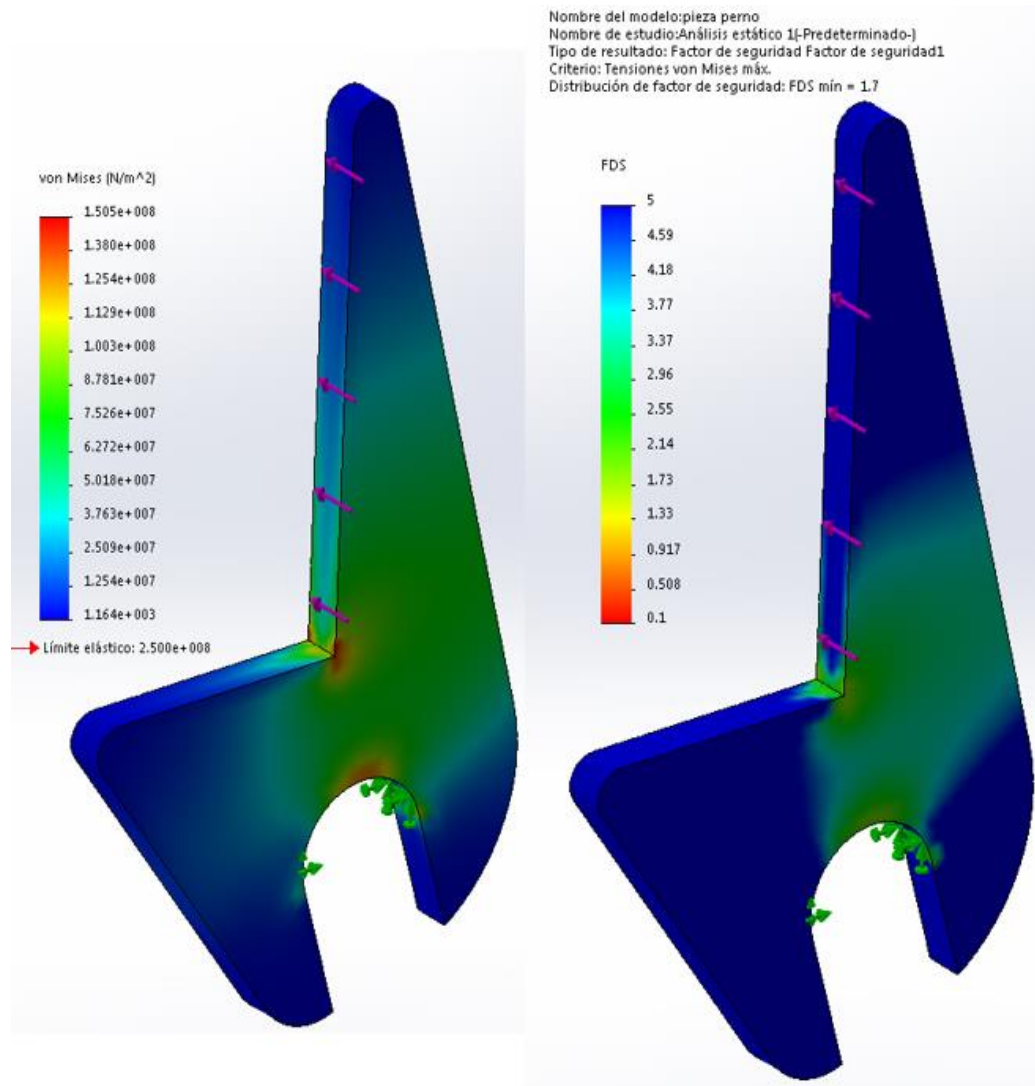 Nombre del modelo:pieza perno
Nombre de estudio:Análisis estático 1(-Predeterminado-)
Tipo de resultado: Factor de seguridad Factor de seguridad1
Criterio: Tensiones von Mises máx.
Distribución de factor de seguridad: FDS mín = 1.7
von Mises (N/m^2)
1.505e+008
1.380e+008
1.254e+008
1.129e+008
1.003e+008
8.781e+007
7.526e+007
6.272e+007
5.018e+007
3.763e+007
2.509e+007
1.254e+007
1.164e+003
Límite elástico: 2.500e+008
FDS
5
4.59
4.18
3.77
3.37
2.96
2.55
2.14
1.73
1.33
0.917
0.508
0.1